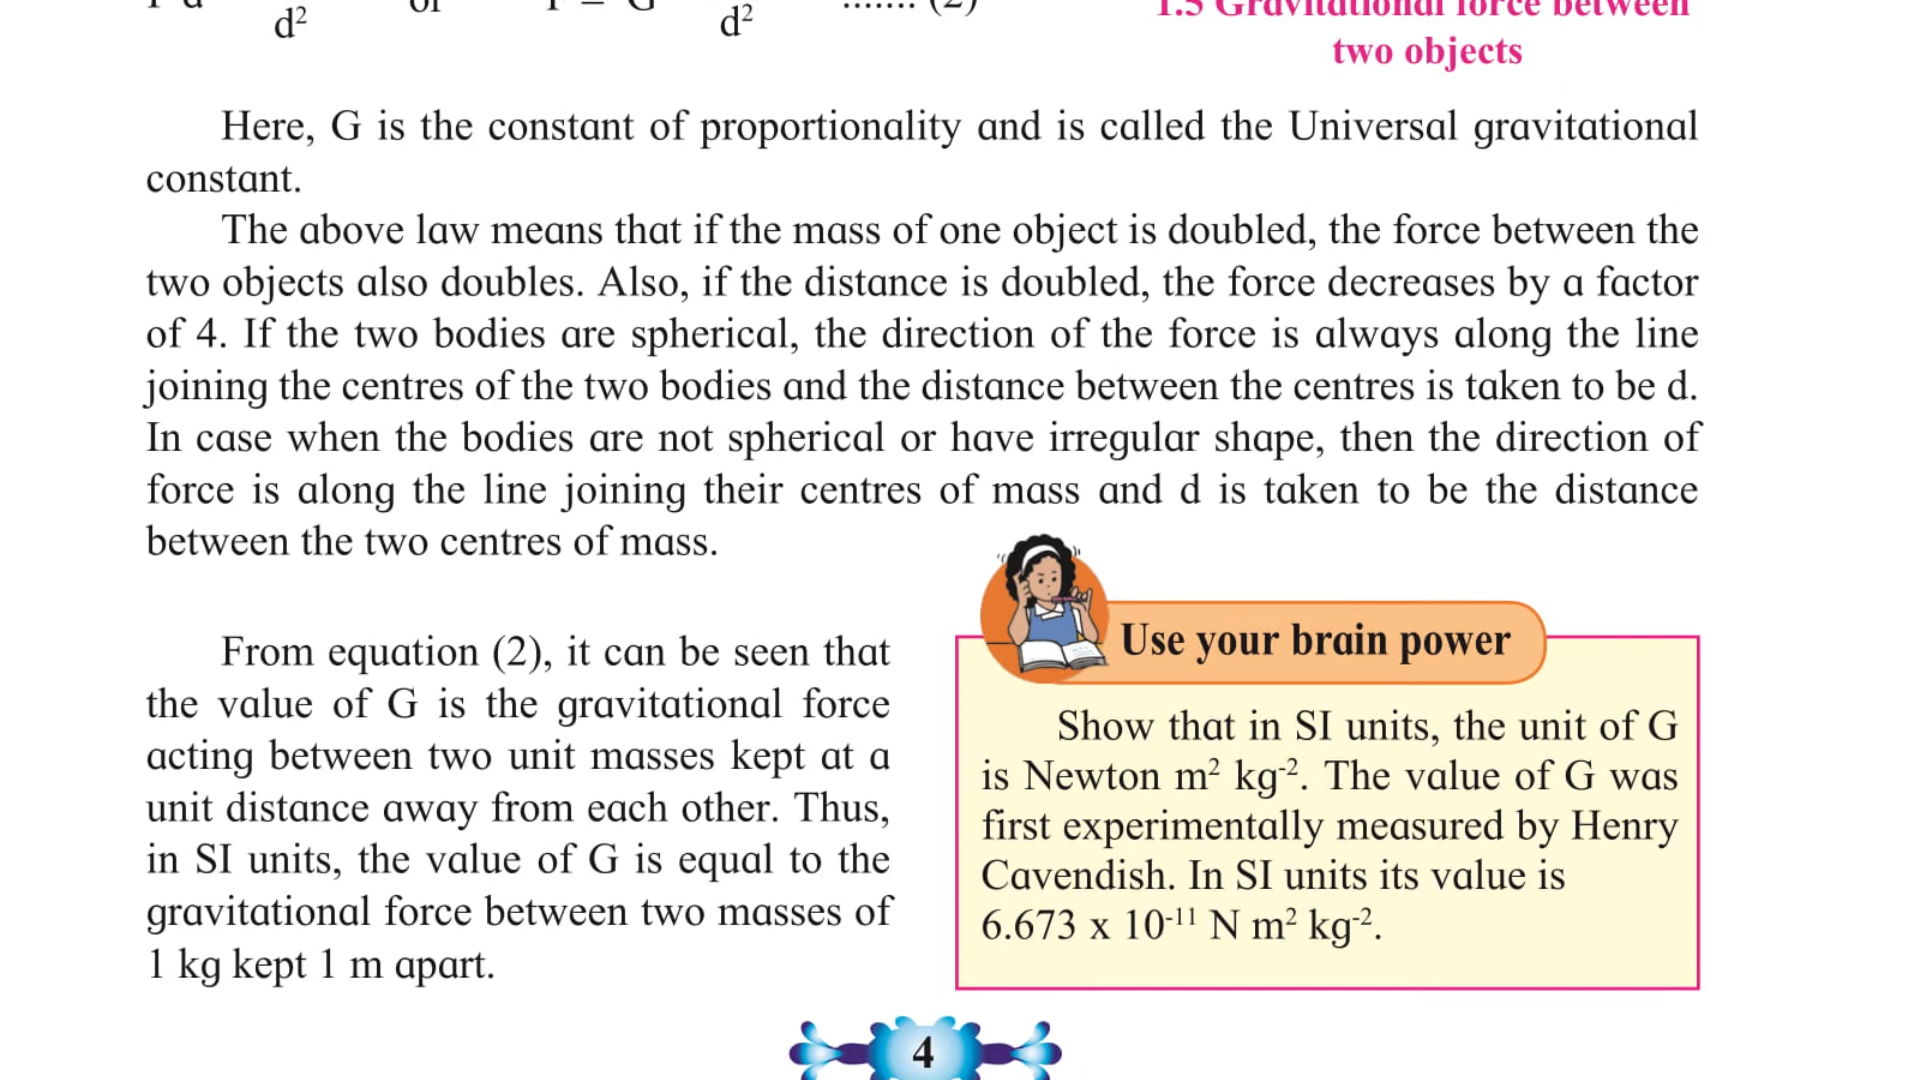 d² d² (2)
1.5 Gravitational force between
two objects
Here, G is the constant of proportionality and is called the Universal gravitational
constant.
The above law means that if the mass of one object is doubled, the force between the
two objects also doubles. Also, if the distance is doubled, the force decreases by a factor
of 4. If the two bodies are spherical, the direction of the force is always along the line
joining the centres of the two bodies and the distance between the centres is taken to be d.
In case when the bodies are not spherical or have irregular shape, then the direction of
force is along the line joining their centres of mass and d is taken to be the distance
between the two centres of mass.
From equation (2), it can be seen that
the value of G is the gravitational force
acting between two unit masses kept at a
unit distance away from each other. Thus,
in SI units, the value of G is equal to the
gravitational force between two masses of
1 kg kept 1 m apart.
Use your brain power
Show that in SI units, the unit of G
is Newton m² kg⁻². The value of G was
first experimentally measured by Henry
Cavendish. In SI units its value is
6.673 x 10⁻¹¹ N m² kg⁻².
4